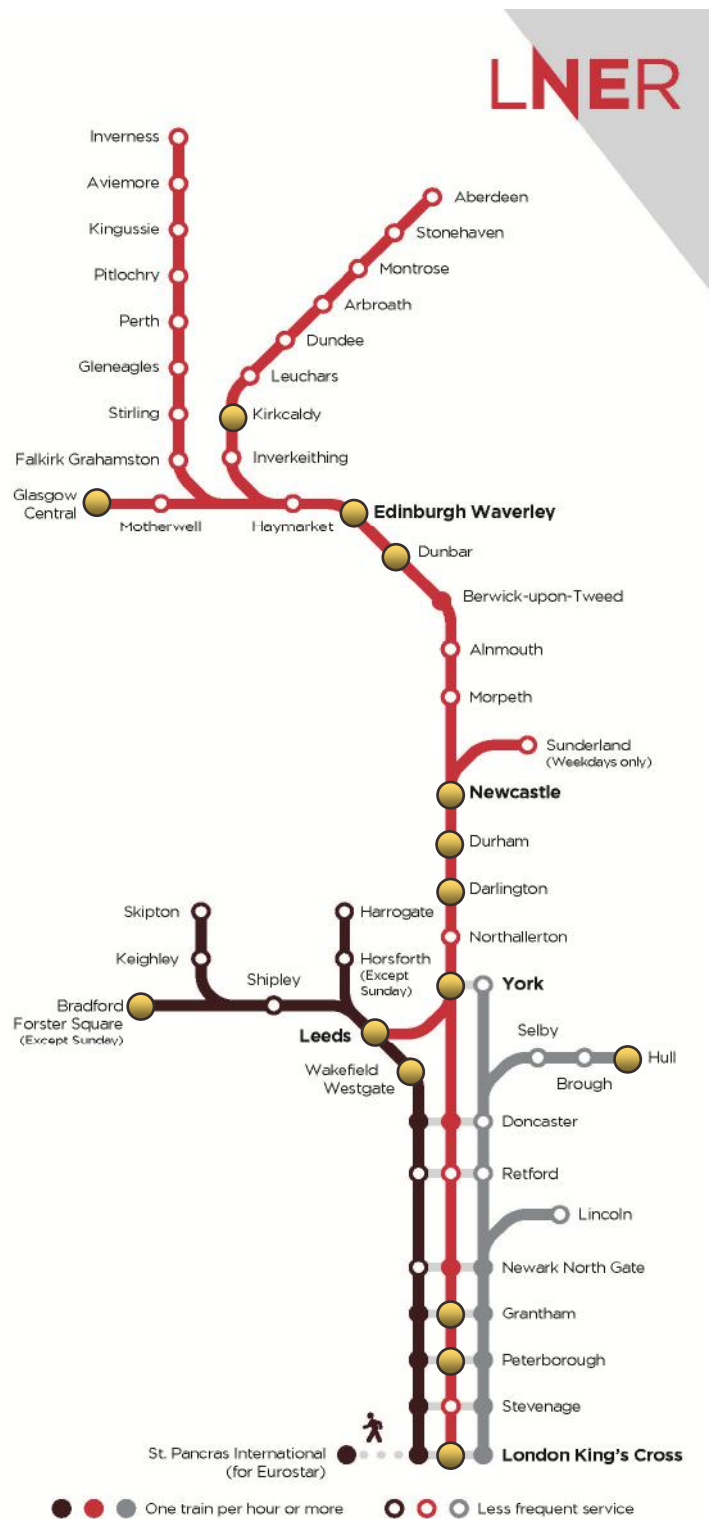 LNER
Inverness
Aviemore
Kingussie
Pitlochry
Perth
Gleneagles
Stirling
Falkirk Grahamston
Glasgow
Central
Motherwell
Aberdeen
Stonehaven
Montrose
Arbroath
Dundee
Leuchars
Kirkcaldy
Inverkeithing
Haymarket
Edinburgh Waverley
Dunbar
Berwick-upon-Tweed
Alnmouth
Morpeth
Sunderland
(Weekdays only)
Newcastle
Durham
Darlington
Northallerton
York
Skipton
Keighley
Shipley
Bradford
Forster Square
(Except Sunday)
Harrogate
Horsforth
(Except
Sunday)
Leeds
Wakefield
Westgate
Selby
Brough
Hull
Doncaster
Retford
Lincoln
Newark North Gate
Grantham
Peterborough
Stevenage
London King's Cross
St. Pancras International
(for Eurostar)
One train per hour or more
Less frequent service